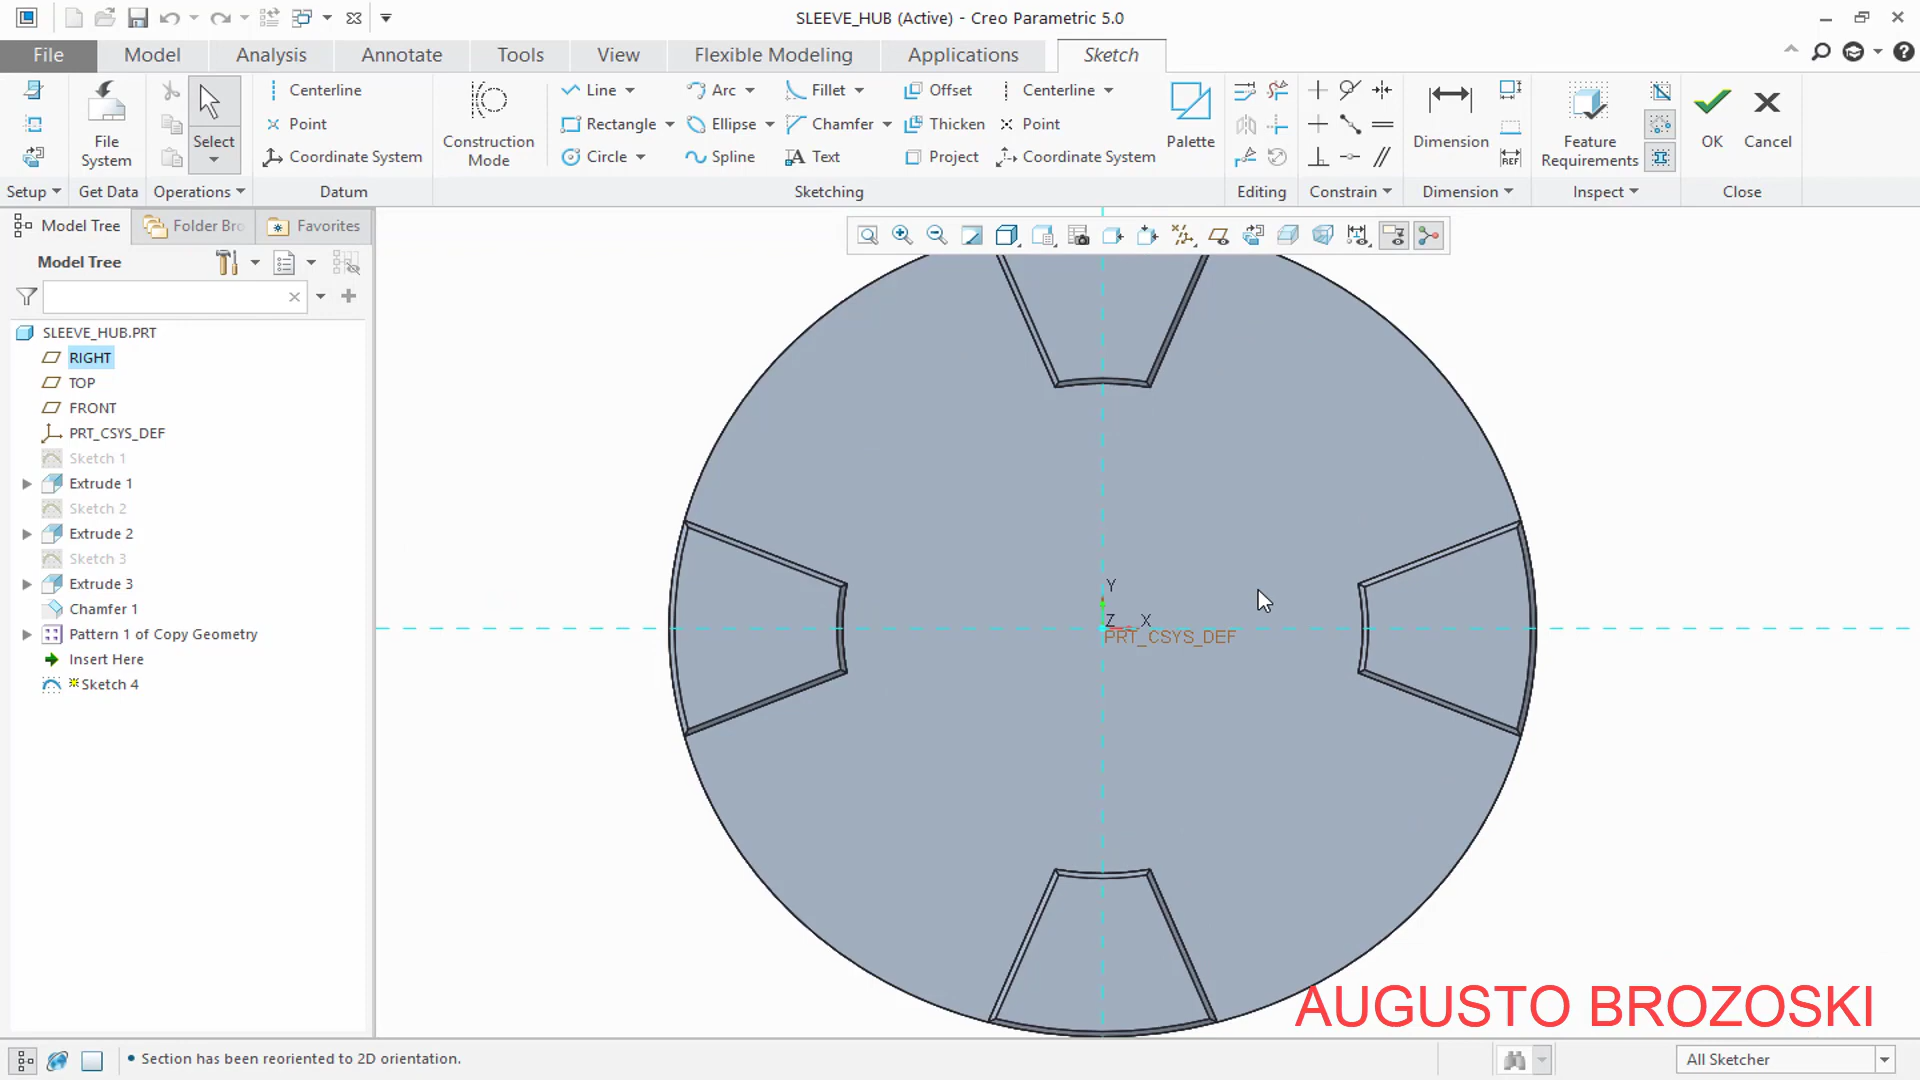 SLEEVE_HUB (Active) - Creo Parametric 5.0
File Model Analysis Annotate Tools View Flexible Modeling Applications Sketch
Centerline Line Arc Fillet Offset Centerline
Point Rectangle Ellipse Chamfer Thicken Point
Coordinate System Circle Spline Text Project Coordinate System
File System Select Construction Mode Palette Dimension REF Feature Requirements OK Cancel
Setup Get Data Operations Datum Sketching Editing Constrain Dimension Inspect Close
Model Tree Folder Bro Favorites
Model Tree
SLEEVE_HUB.PRT
RIGHT
TOP
FRONT
PRT_CSYS_DEF
Sketch 1
Extrude 1
Sketch 2
Extrude 2
Sketch 3
Extrude 3
Chamfer 1
Pattern 1 of Copy Geometry
Insert Here
Sketch 4
Y
Z X
PRT_CSYS_DEF
AUGUSTO BROZOSKI
Section has been reoriented to 2D orientation.
All Sketcher